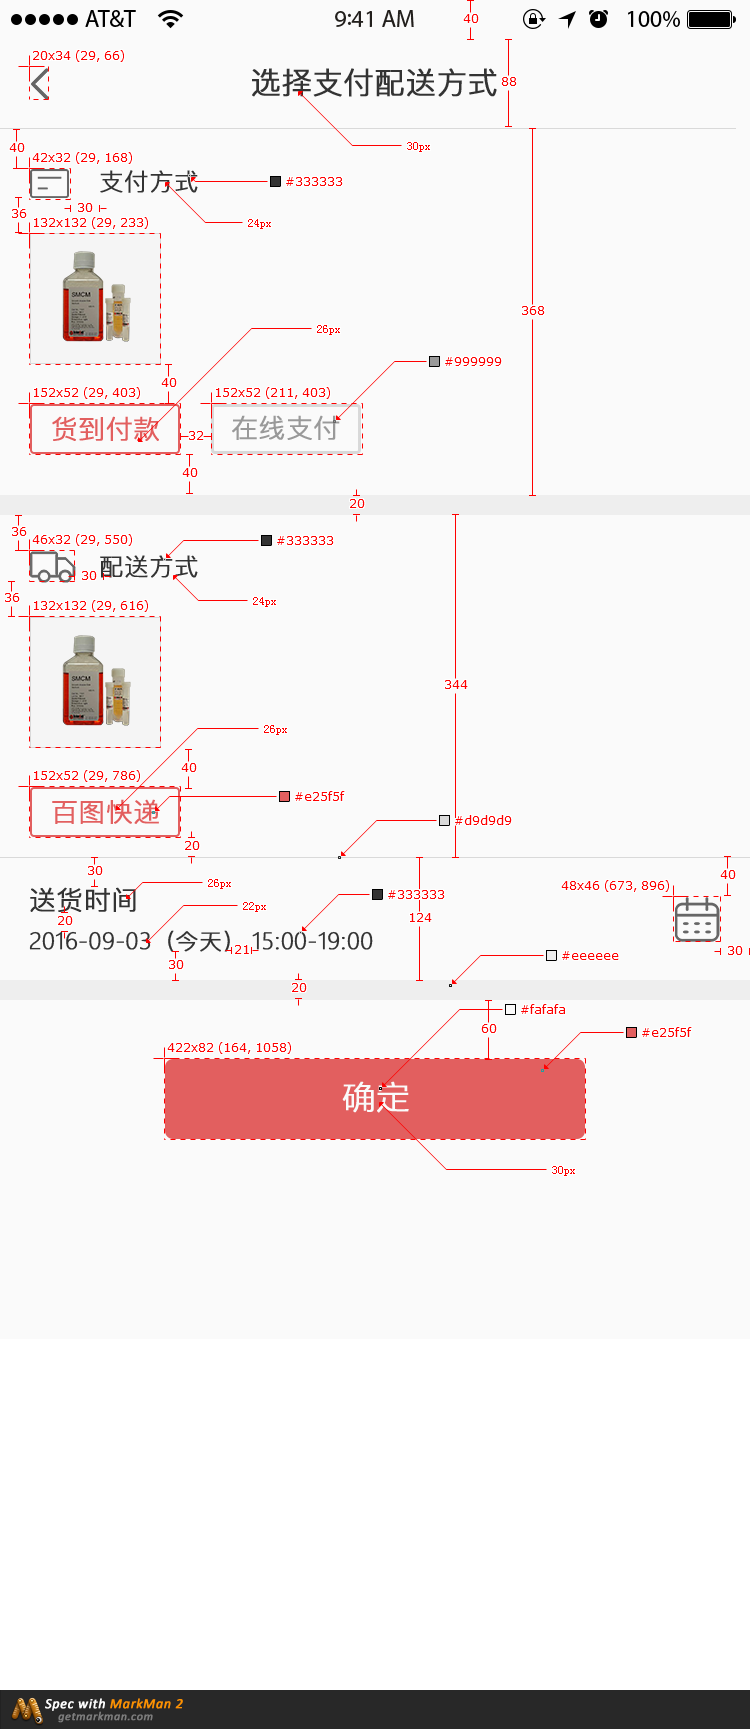 AT&T 9:41 AM 100%
40
20x34 (29, 66)
选择支付配送方式
88
30px
40
42x32 (29, 168)
支付方式
#333333
30
36
24px
132x132 (29, 233)
SMCM
368
26px
#999999
40
152x52 (29, 403)
152x52 (211, 403)
货到付款
32
在线支付
40
20
36
46x32 (29, 550)
#333333
配送方式
30
36
24px
132x132 (29, 616)
SMCM
344
26px
40
152x52 (29, 786)
#e25f5f
百图快递
#d9d9d9
20
30
40
26px
48x46 (673, 896)
送货时间
#333333
22px
20
124
2016-09-03（今天）15:00-19:00
21
30
30
#eeeeee
20
#fafafa
60
#e25f5f
422x82 (164, 1058)
确定
30px
Spec with MarkMan 2
getmarkman.com